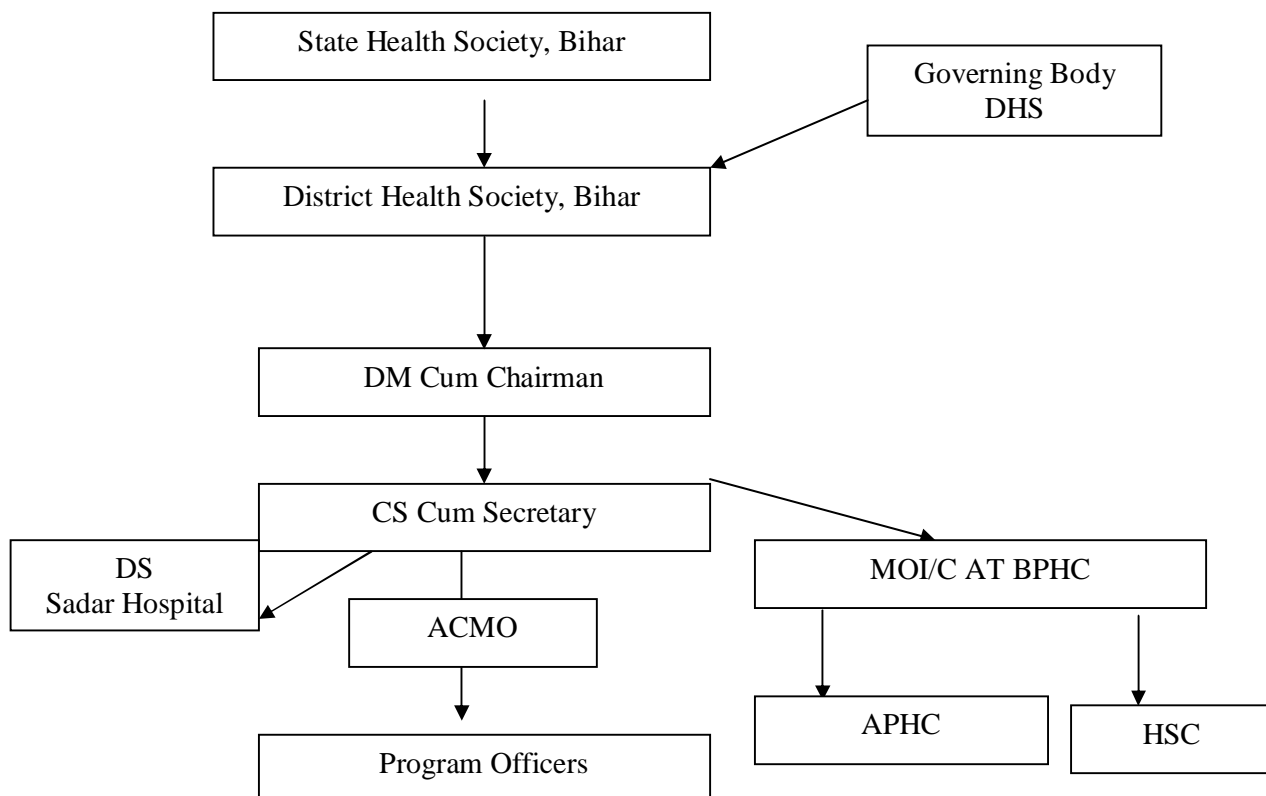 State Health Society, Bihar
Governing Body
DHS
District Health Society, Bihar
DM Cum Chairman
CS Cum Secretary
DS
Sadar Hospital
MOI/C AT BPHC
ACMO
APHC
HSC
Program Officers